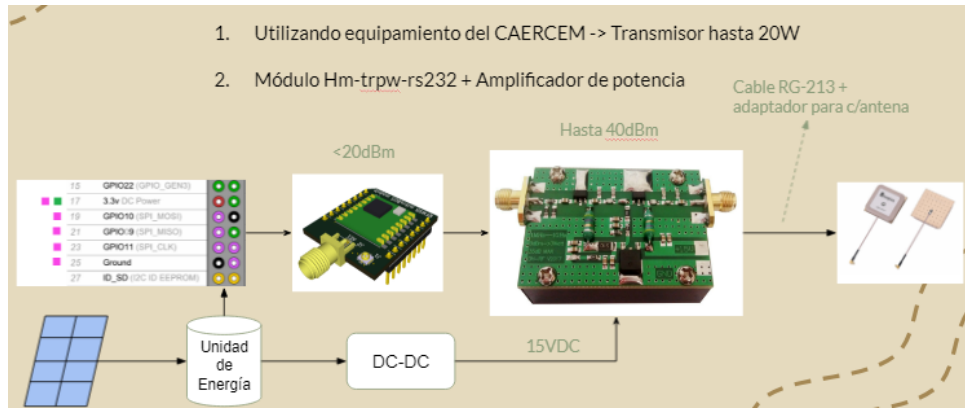 1. Utilizando equipamiento del CAERCEM -> Transmisor hasta 20W
2. Módulo Hm-trpw-rs232 + Amplificador de potencia
Cable RG-213 +
adaptador para c/antena
Hasta 40dBm
<20dBm
GPIO22 (GPIO_GEN3)
17 3.3v DC Power
19 GPIO10 (SPI_MOSI)
21 GPIO09 (SPI_MISO)
23 GPIO11 (SPI_CLK)
25 Ground
27 ID_SD (I2C ID EEPROM)
Unidad
de
Energía
DC-DC
15VDC